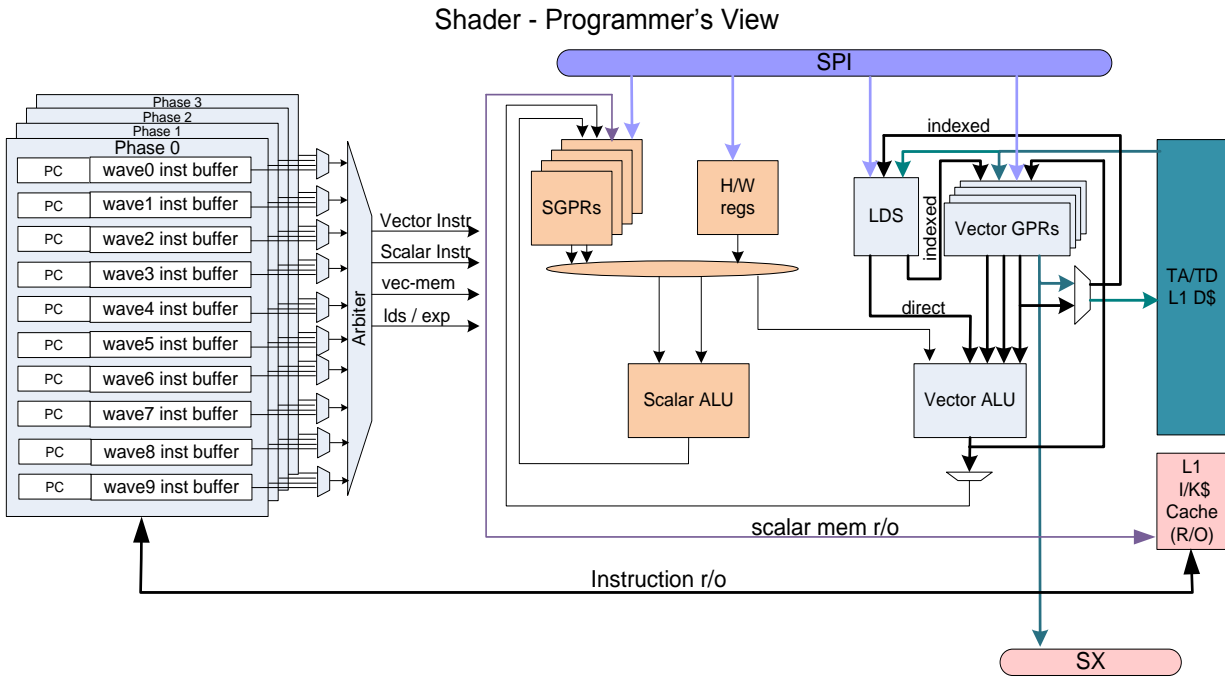 Shader - Programmer's View
SPI
Phase 3
Phase 2
Phase 1
Phase 0
PC wave0 inst buffer
PC wave1 inst buffer
PC wave2 inst buffer
PC wave3 inst buffer
PC wave4 inst buffer
PC wave5 inst buffer
PC wave6 inst buffer
PC wave7 inst buffer
PC wave8 inst buffer
PC wave9 inst buffer
Arbiter
Vector Instr
Scalar Instr
vec-mem
lds / exp
SGPRs
H/W
regs
indexed
LDS
indexed
Vector GPRs
direct
Scalar ALU
Vector ALU
TA/TD
L1 D$
L1
I/K$
Cache
(R/O)
scalar mem r/o
Instruction r/o
SX